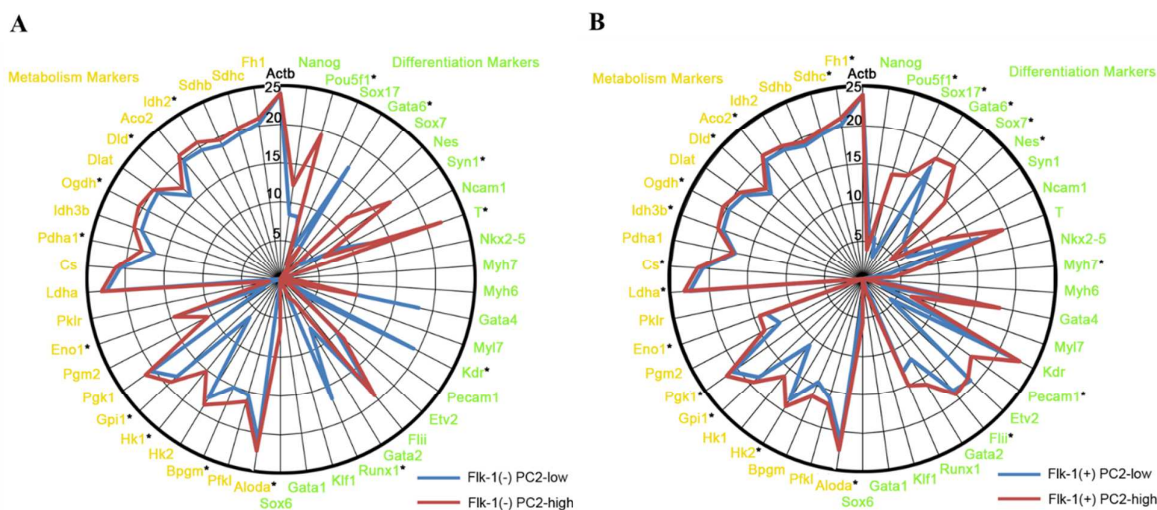 A
Metabolism Markers
Differentiation Markers
Actb
Nanog
Pou5f1*
Sox17
Gata6*
Sox7
Nes
Syn1*
Ncam1
T*
Nkx2-5
Myh7
Myh6
Gata4
Myl7
Kdr*
Pecam1
Etv2
Flii
Gata2
Runx1*
Klf1
Gata1
Sox6
Aloda*
Pfkl
Bpgm*
Hk2
Hk1*
Gpi1*
Pgk1
Pgm2
Eno1*
Pklr
Ldha
Cs
Pdha1*
Idh3b
Ogdh*
Dlat
Dld*
Aco2
Idh2*
Sdhb
Sdhc
Fh1
25
20
15
10
5
Flk-1(-) PC2-low
Flk-1(-) PC2-high
B
Metabolism Markers
Differentiation Markers
Actb
Nanog
Pou5f1*
Sox17*
Gata6*
Sox7*
Nes*
Syn1
Ncam1
T
Nkx2-5
Myh7*
Myh6
Gata4
Myl7
Kdr
Pecam1*
Etv2
Flii*
Gata2
Runx1
Klf1
Gata1
Sox6
Aloda*
Pfkl
Bpgm
Hk2*
Hk1
Gpi1*
Pgk1*
Pgm2
Eno1*
Pklr
Ldha*
Cs*
Pdha1
Idh3b*
Ogdh*
Dlat
Dld*
Aco2*
Idh2
Sdhb
Sdhc*
Fh1*
25
20
15
10
5
Flk-1(+) PC2-low
Flk-1(+) PC2-high